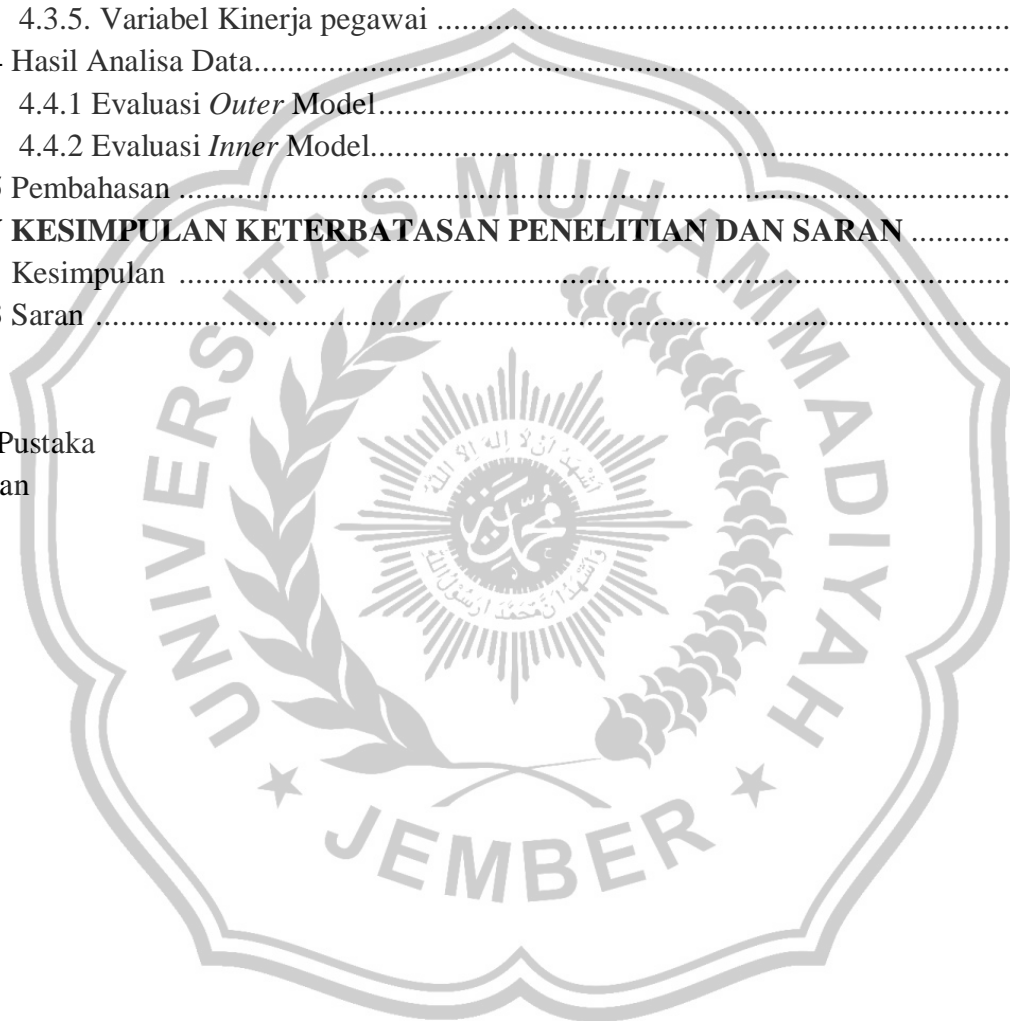 4.3.5. Variabel Kinerja pegawai ........................................................................
Hasil Analisa Data...........................................................................................
4.4.1 Evaluasi Outer Model............................................................................
4.4.2 Evaluasi Inner Model.............................................................................
Pembahasan ....................................................................................................
KESIMPULAN KETERBATASAN PENELITIAN DAN SARAN ............
Kesimpulan ....................................................................................................
Saran ...............................................................................................................
Pustaka
an
UNIVERSITAS MUHAMMADIYAH
JEMBER